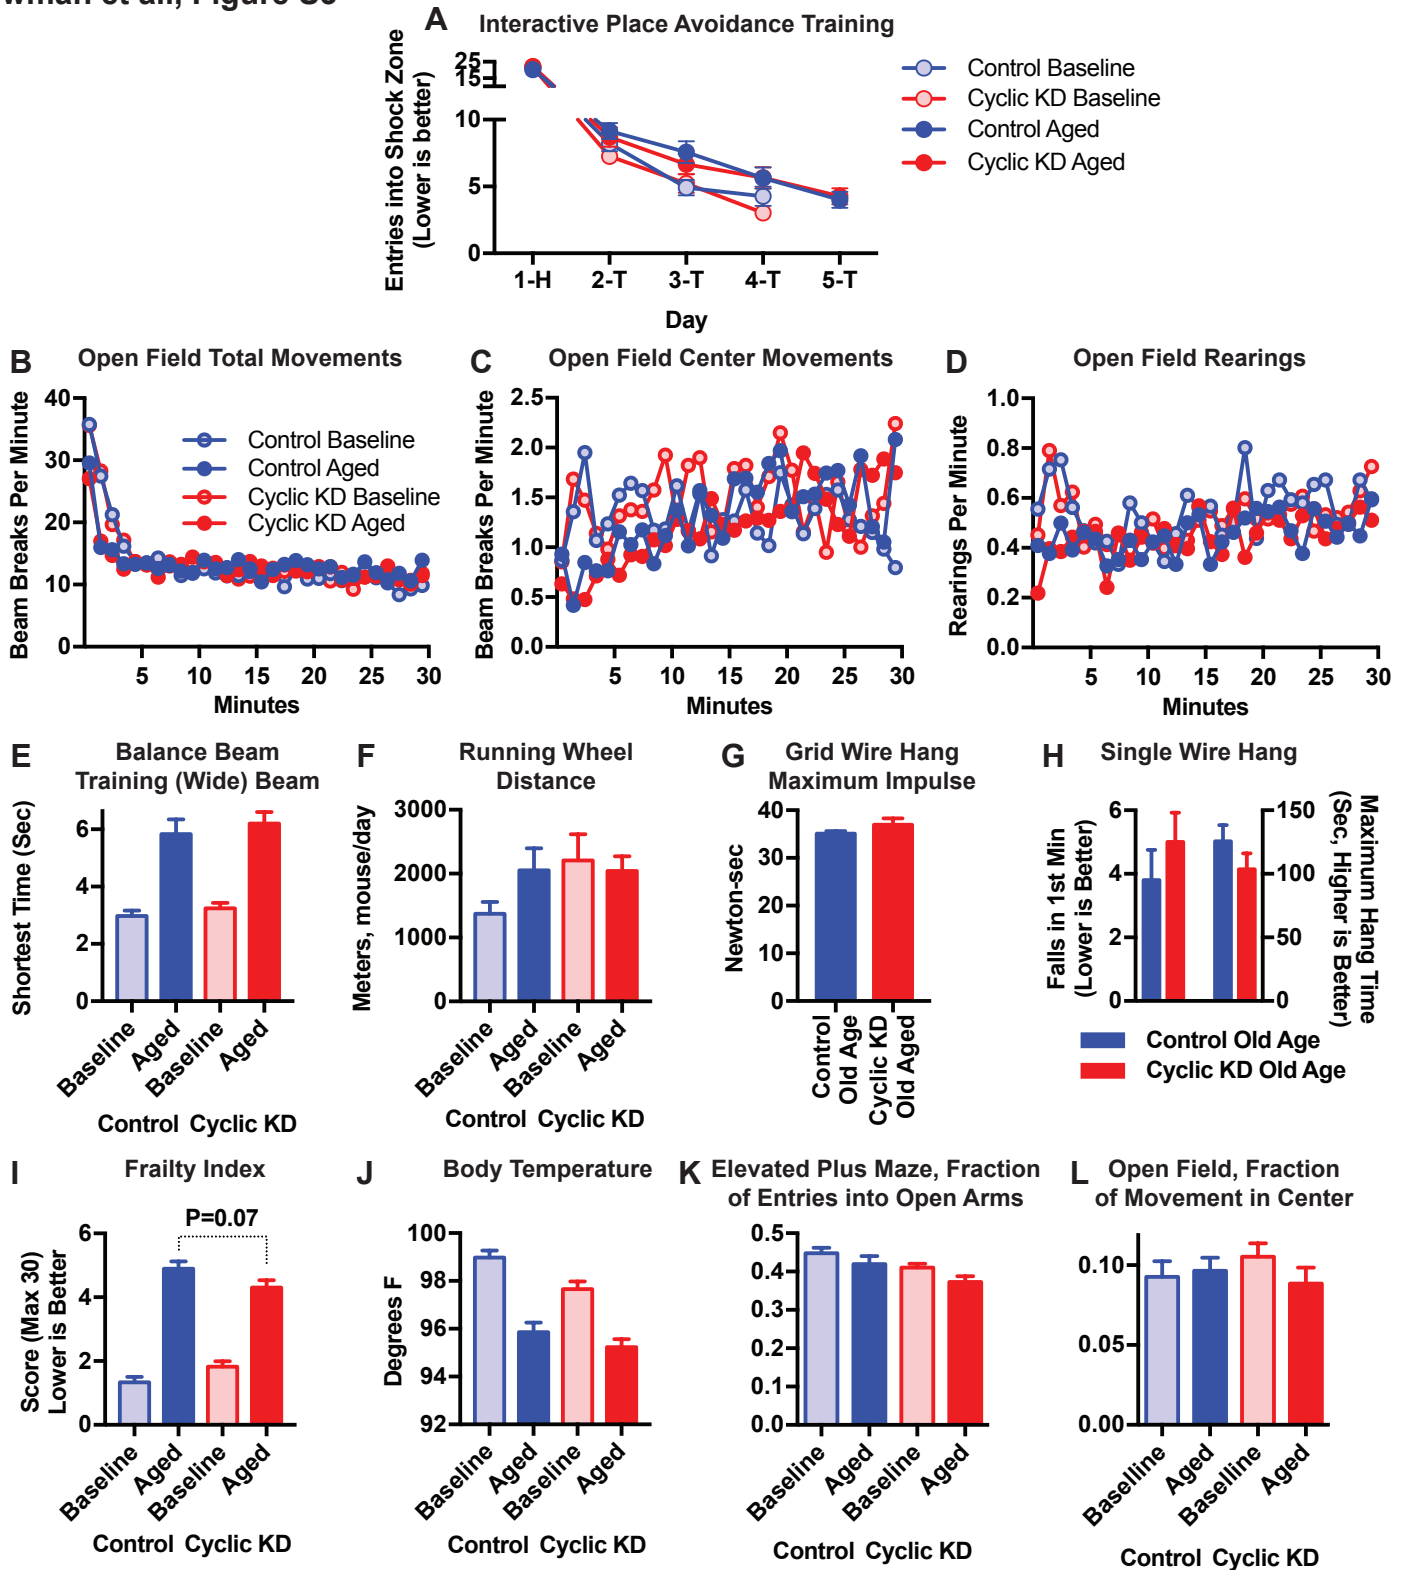 A Interactive Place Avoidance Training
Entries into Shock Zone
(Lower is better)
25
15
10
5
0
1-H 2-T 3-T 4-T 5-T
Day
Control Baseline
Cyclic KD Baseline
Control Aged
Cyclic KD Aged
B Open Field Total Movements
Beam Breaks Per Minute
40
30
20
10
0
5 10 15 20 25 30
Minutes
Control Baseline
Control Aged
Cyclic KD Baseline
Cyclic KD Aged
C Open Field Center Movements
Beam Breaks Per Minute
2.5
2.0
1.5
1.0
0.5
0.0
5 10 15 20 25 30
Minutes
D Open Field Rearings
Rearings Per Minute
1.0
0.8
0.6
0.4
0.2
0.0
5 10 15 20 25 30
Minutes
E Balance Beam
Training (Wide) Beam
Shortest Time (Sec)
6
4
2
0
Baseline Aged Baseline Aged
Control Cyclic KD
F Running Wheel
Distance
Meters, mouse/day
3000
2000
1000
0
Baseline Aged Baseline Aged
Control Cyclic KD
G Grid Wire Hang
Maximum Impulse
Newton-sec
40
30
20
10
0
Control
Old Age
Cyclic KD
Old Aged
H Single Wire Hang
Falls in 1st Min
(Lower is Better)
6
4
2
0
150
100
50
0
Maximum Hang Time
(Sec, Higher is Better)
Control Old Age
Cyclic KD Old Age
I Frailty Index
P=0.07
Score (Max 30)
Lower is Better
6
4
2
0
Baseline Aged Baseline Aged
Control Cyclic KD
J Body Temperature
Degrees F
100
98
96
94
92
Baseline Aged Baseline Aged
Control Cyclic KD
K Elevated Plus Maze, Fraction
of Entries into Open Arms
0.5
0.4
0.3
0.2
0.1
0.0
Baseline Aged Baseline Aged
Control Cyclic KD
L Open Field, Fraction
of Movement in Center
0.10
0.05
0.00
Baselline Aged Baselline Aged
Control Cyclic KD